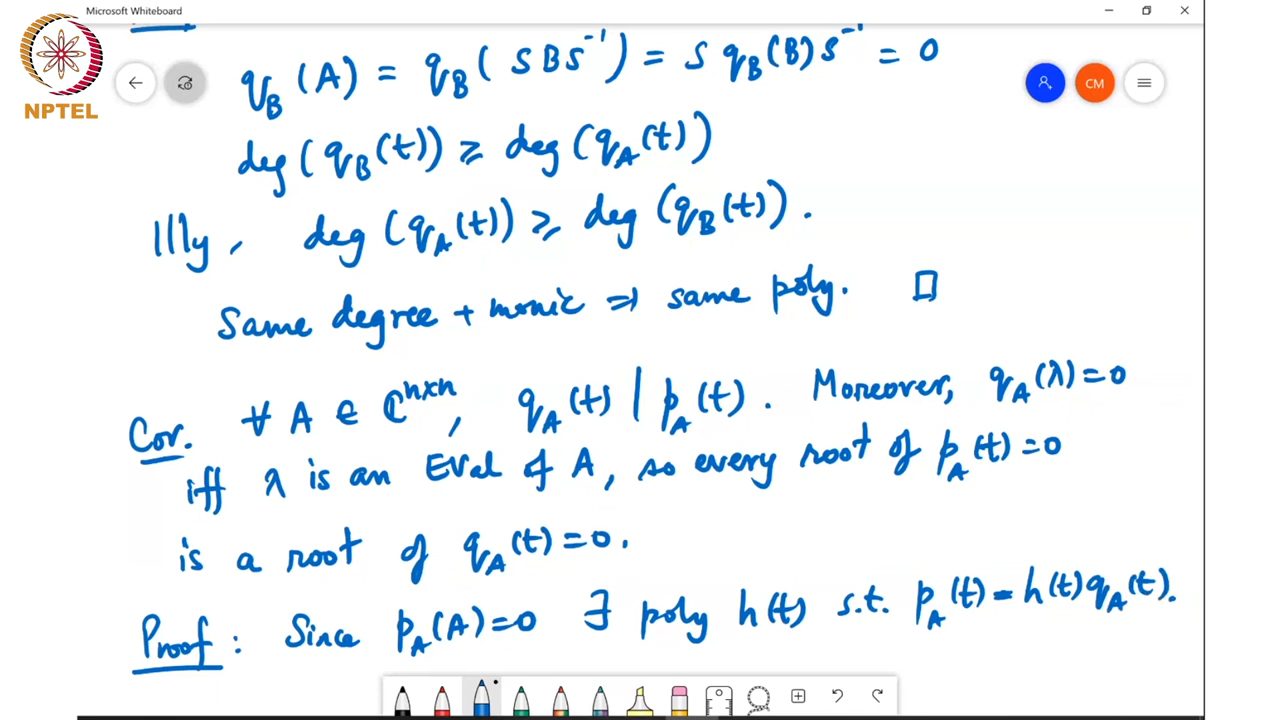 Microsoft Whiteboard
NPTEL
CM
q_B (A) = q_B ( S B S^{-1} ) = S q_B (B) S^{-1} = 0
deg ( q_B (t) ) ⩾ deg ( q_A (t) )
Illly, deg ( q_A (t) ) ⩾ deg ( q_B (t) ) .
Same degree + monic ⇒ same poly. □
Cor. ∀ A ∈ ℂ^{n×n}, q_A (t) | p_A (t) . Moreover, q_A (λ) = 0
iff λ is an Eval of A, so every root of p_A (t) = 0
is a root of q_A (t) = 0.
Proof : Since p_A (A) = 0 ∃ poly h(t) s.t. p_A (t) = h(t) q_A (t).